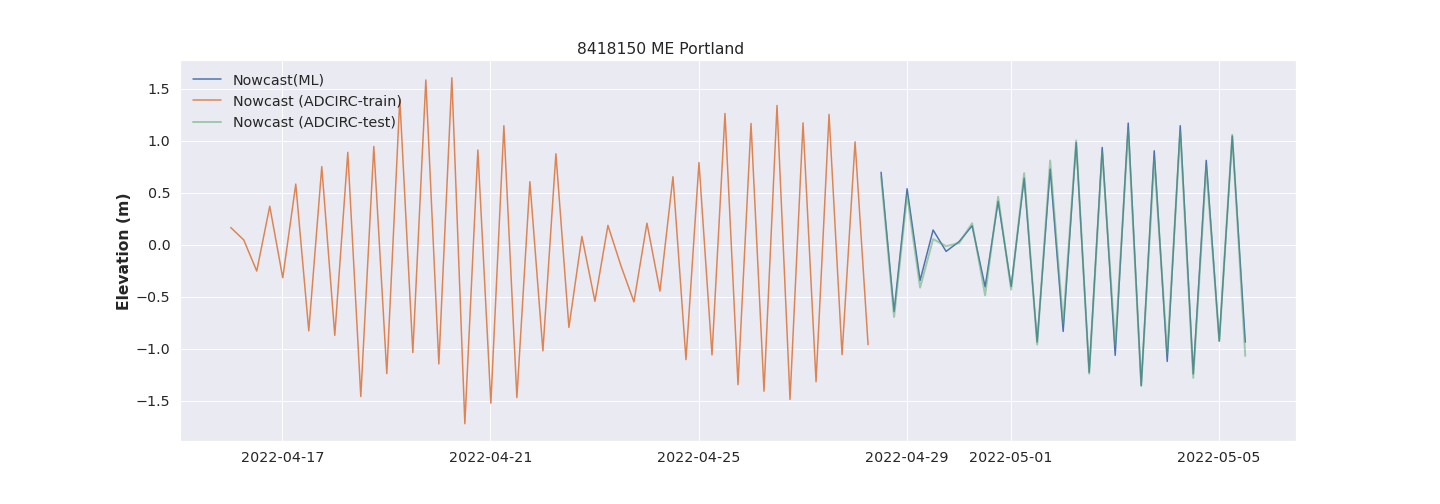 8418150 ME Portland
Nowcast(ML)
Nowcast (ADCIRC-train)
Nowcast (ADCIRC-test)
Elevation (m)
1.5
1.0
0.5
0.0
−0.5
−1.0
−1.5
2022-04-17 2022-04-21 2022-04-25 2022-04-29 2022-05-01 2022-05-05